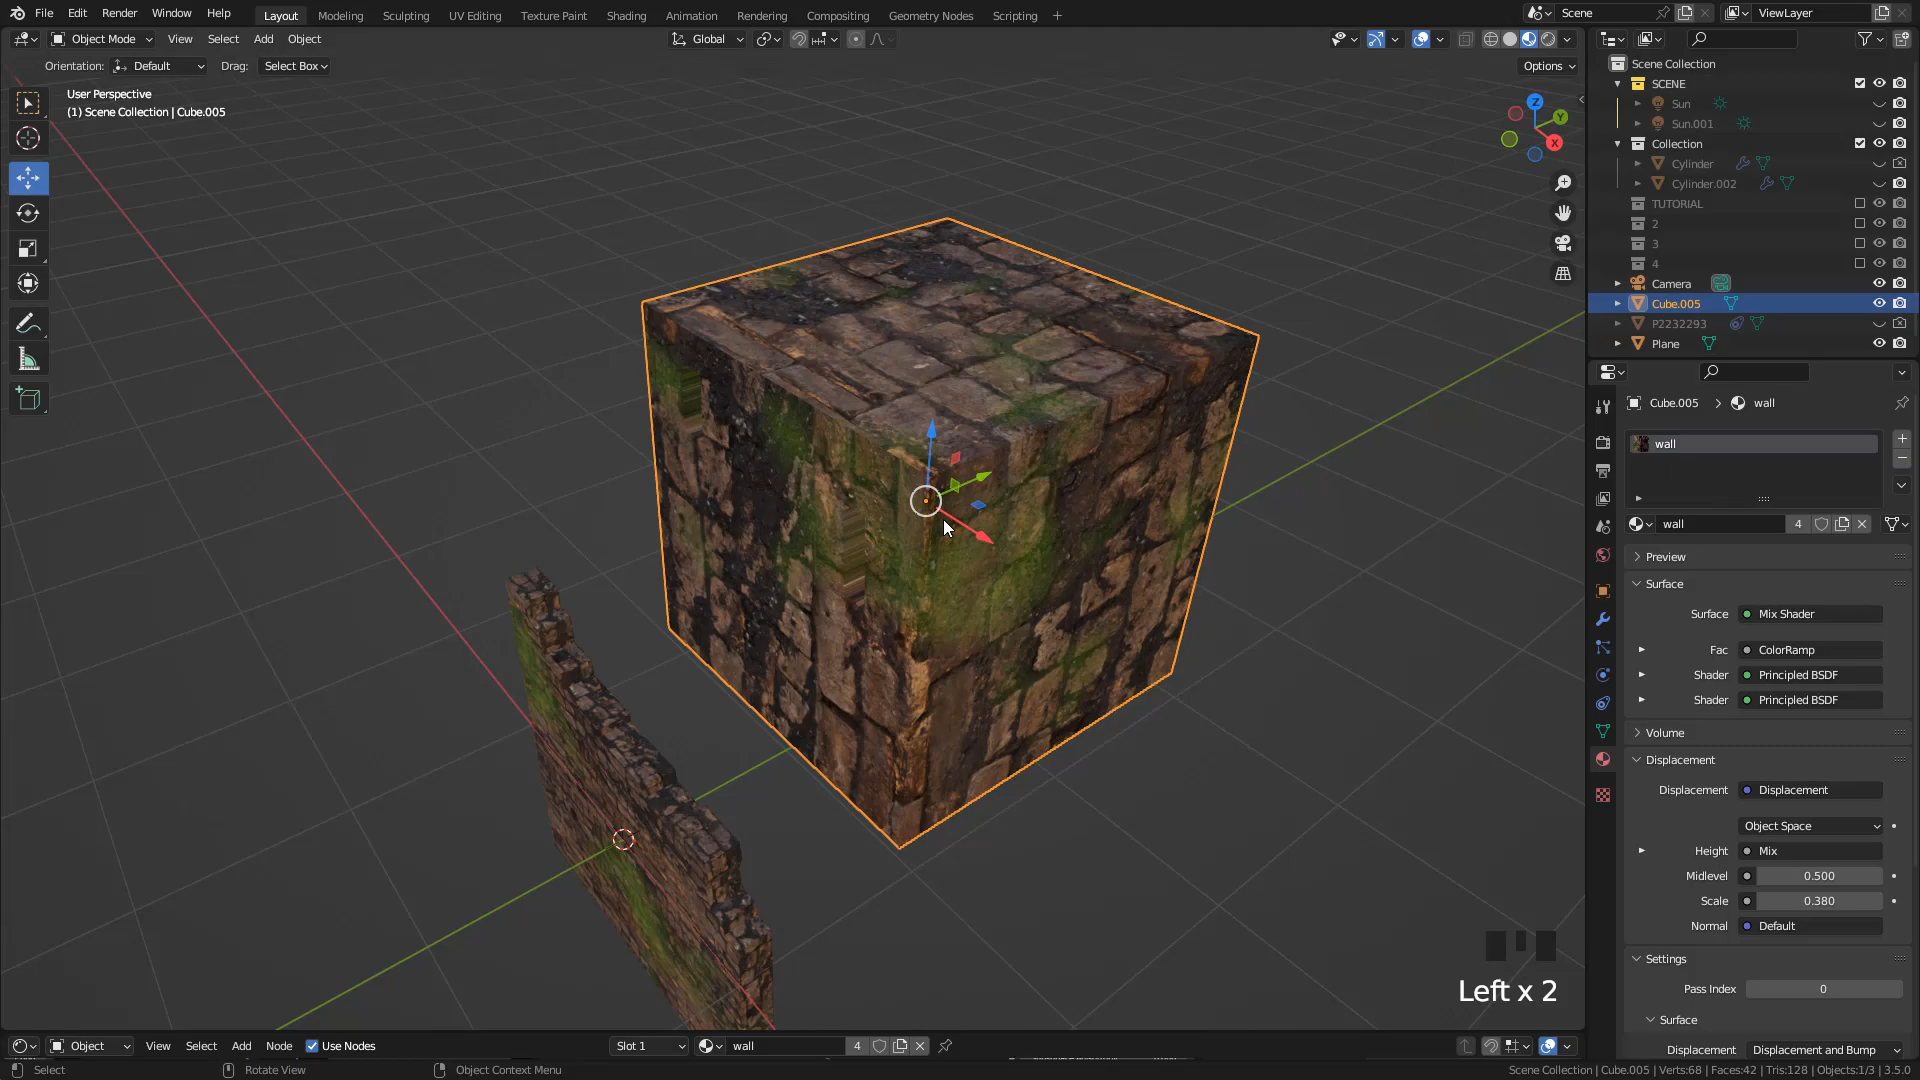 File Edit Render Window Help Layout Modeling Sculpting UV Editing Texture Paint Shading Animation Rendering Compositing Geometry Nodes Scripting + Scene ViewLayer
Object Mode View Select Add Object Global
Orientation: Default Drag: Select Box Options
User Perspective
(1) Scene Collection | Cube.005
Z
Y
X
Scene Collection
SCENE
Sun
Sun.001
Collection
Cylinder
Cylinder.002
TUTORIAL
2
3
4
Camera
Cube.005
P2232293
Plane
Cube.005 > wall
wall
wall 4
Preview
Surface
Surface Mix Shader
Fac ColorRamp
Shader Principled BSDF
Shader Principled BSDF
Volume
Displacement
Displacement Displacement
Object Space
Height Mix
Midlevel 0.500
Scale 0.380
Normal Default
Settings
Pass Index 0
Surface
Displacement Displacement and Bump
Left x 2
Object View Select Add Node Use Nodes Slot 1 wall 4
Select Rotate View Object Context Menu Scene Collection | Cube.005 | Verts:68 | Faces:42 | Tris:128 | Objects:1/3 | 3.5.0